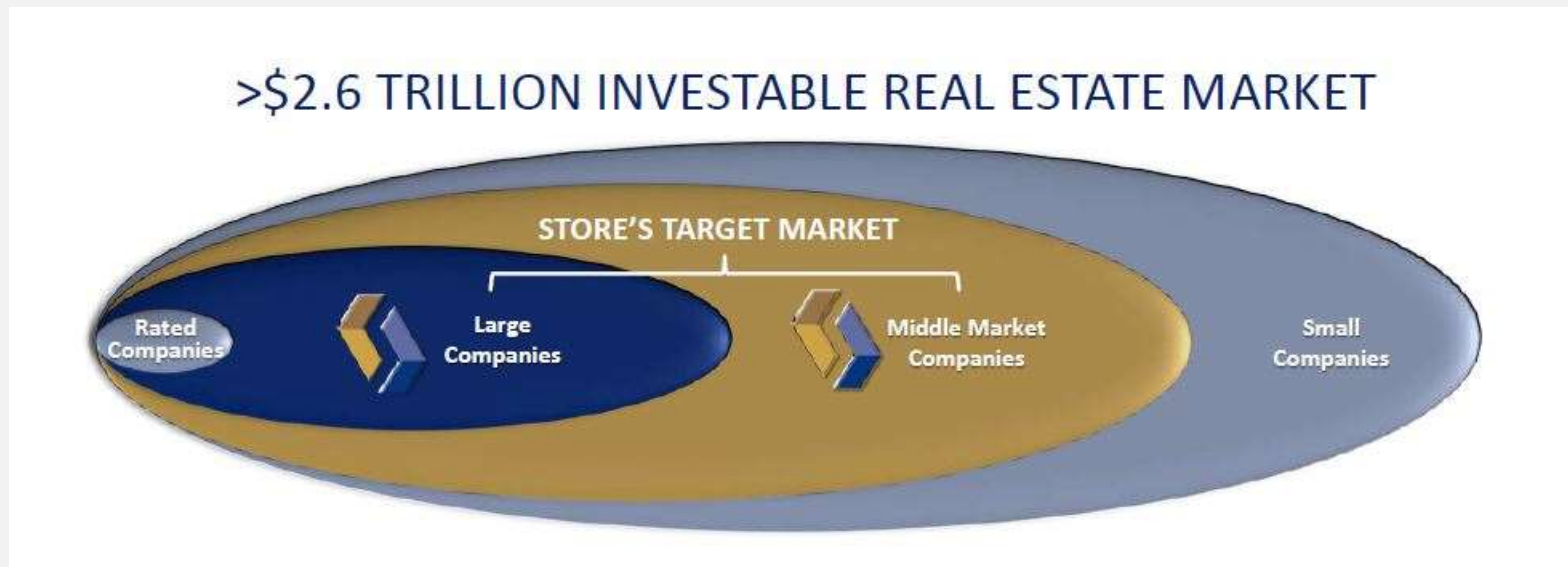 >$2.6 TRILLION INVESTABLE REAL ESTATE MARKET
STORE'S TARGET MARKET
Rated
Companies
Large
Companies
Middle Market
Companies
Small
Companies